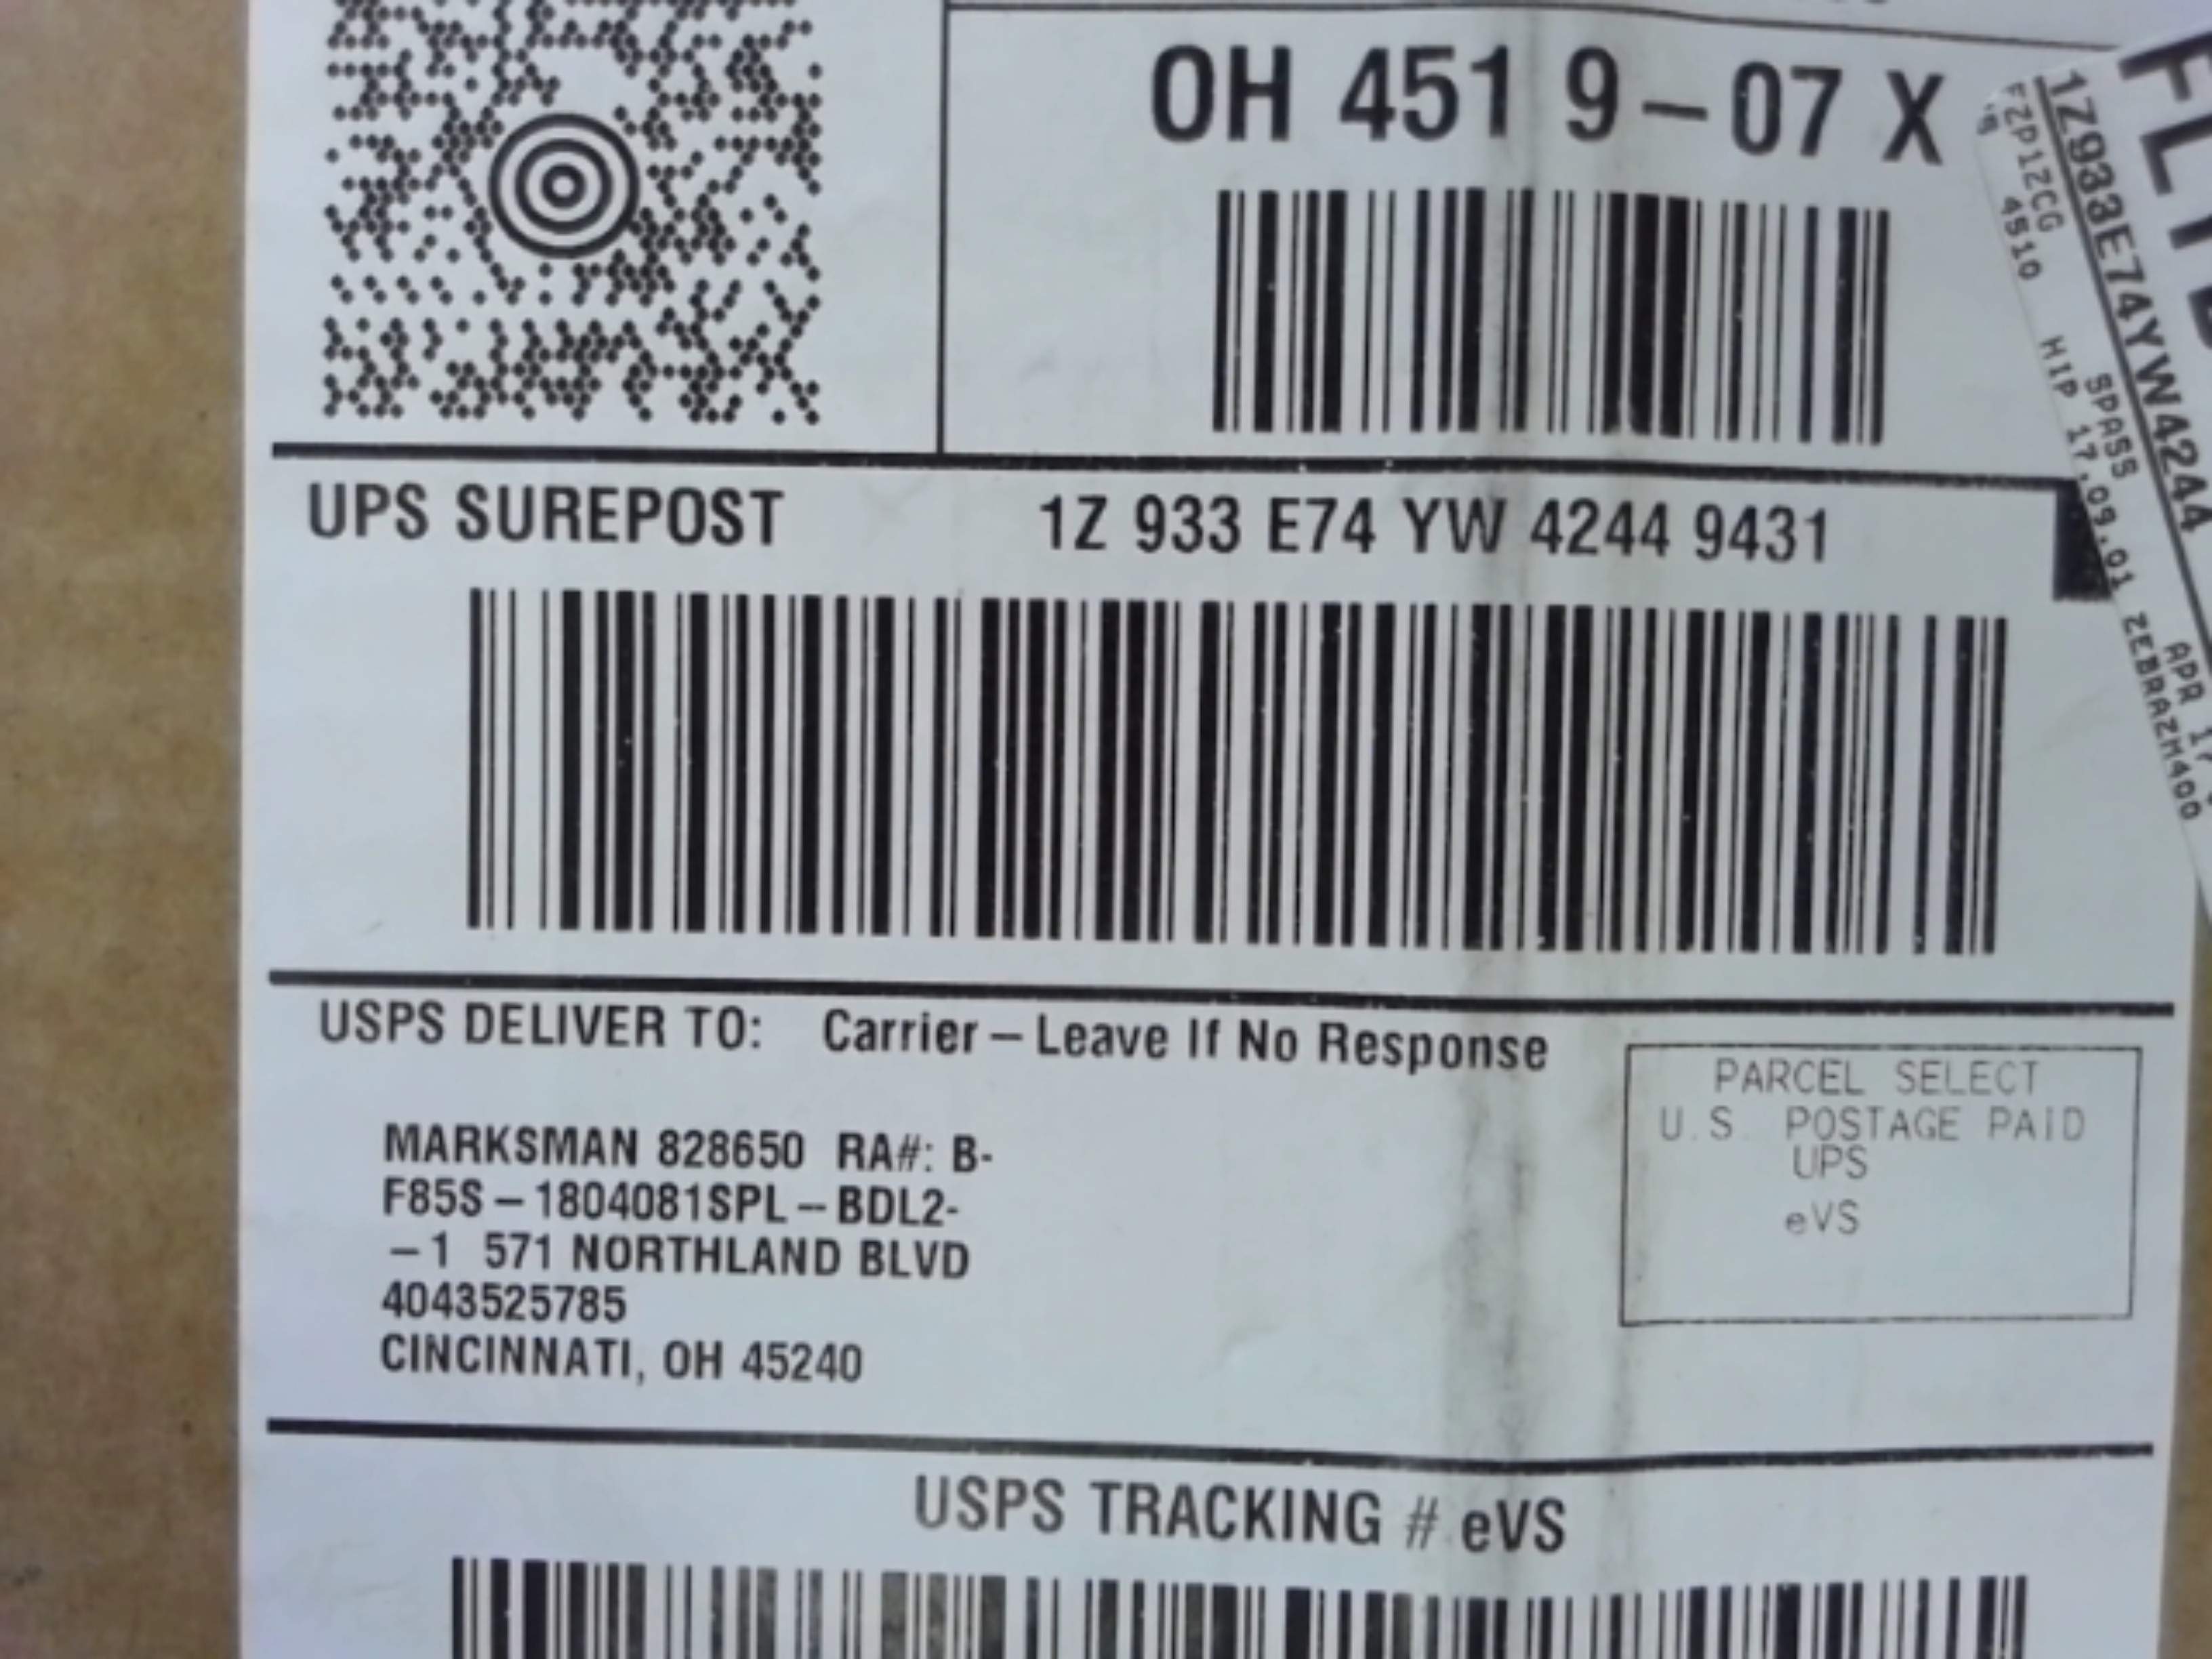 OH 451 9-07 X
UPS SUREPOST 1Z 933 E74 YW 4244 9431
USPS DELIVER TO: Carrier - Leave If No Response
MARKSMAN 828650 RA#: B-
F85S - 1804081SPL - BDL2-
-1 571 NORTHLAND BLVD
4043525785
CINCINNATI, OH 45240
PARCEL SELECT
U.S. POSTAGE PAID
UPS
eVS
USPS TRACKING # eVS
1Z933E74YW4244
FZP1ZCG SPASS APR
4510 HIP 17.09.01 ZEBRAZM400